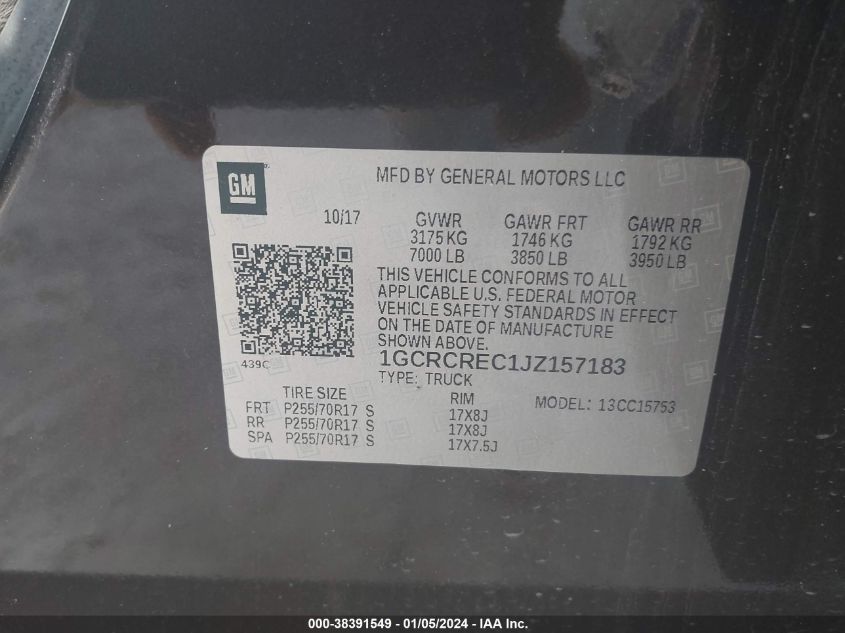 GM
MFD BY GENERAL MOTORS LLC
10/17
GVWR GAWR FRT GAWR RR
3175 KG 1746 KG 1792 KG
7000 LB 3850 LB 3950 LB
THIS VEHICLE CONFORMS TO ALL
APPLICABLE U.S. FEDERAL MOTOR
VEHICLE SAFETY STANDARDS IN EFFECT
ON THE DATE OF MANUFACTURE
SHOWN ABOVE.
439C
1GCRCREC1JZ157183
TYPE: TRUCK
TIRE SIZE RIM MODEL: 13CC15753
FRT P255/70R17 S 17X8J
RR P255/70R17 S 17X8J
SPA P255/70R17 S 17X7.5J
000-38391549 - 01/05/2024 - IAA Inc.